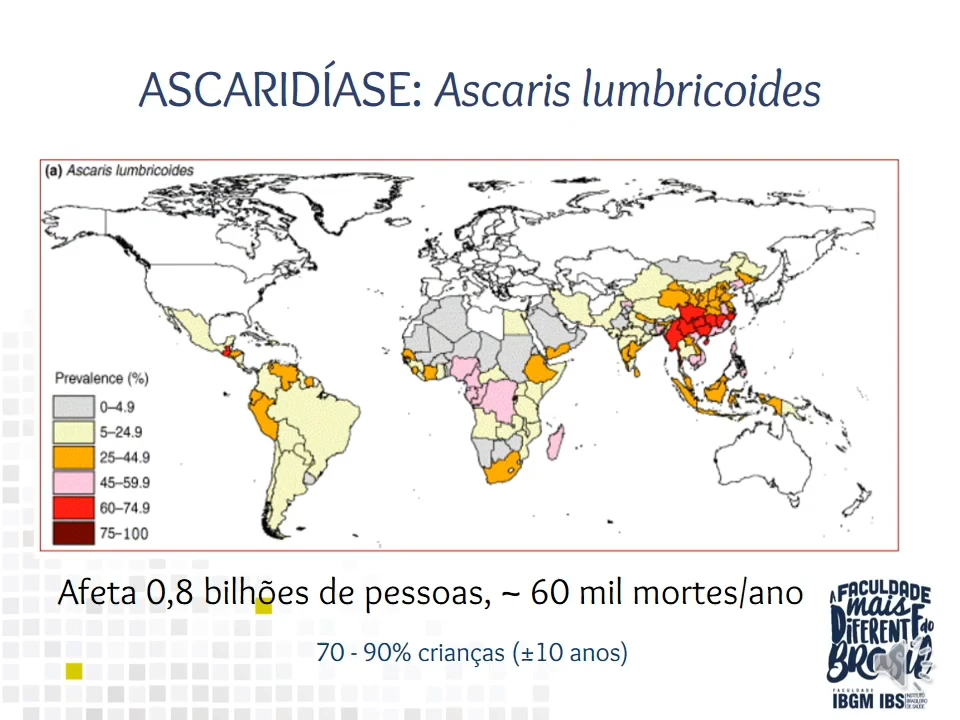 ASCARIDÍASE: Ascaris lumbricoides
(a) Ascaris lumbricoides
Prevalence (%)
0–4.9
5–24.9
25–44.9
45–59.9
60–74.9
75–100
Afeta 0,8 bilhões de pessoas, ~ 60 mil mortes/ano
70 - 90% crianças (±10 anos)
A FACULDADE
mais
DIFERENTE do
BRASIL
FACULDADE
IBGM IBS
INSTITUTO
BRASILEIRO
DE SAÚDE